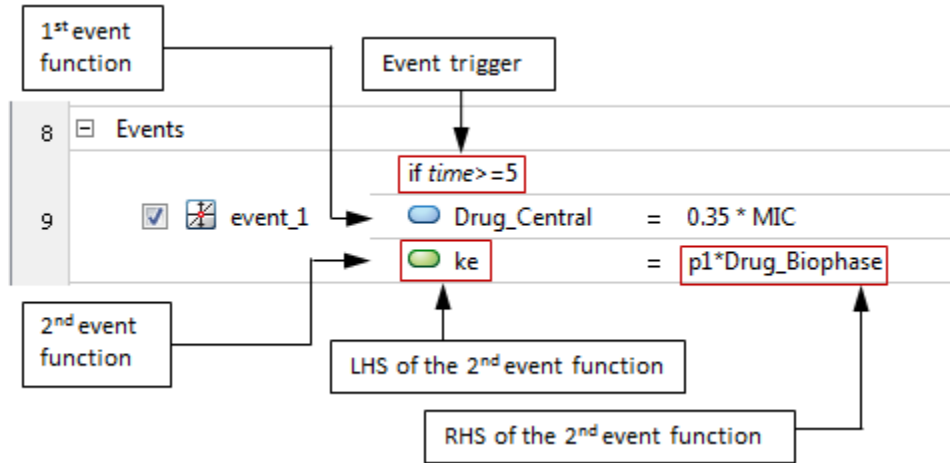 1st event
function
Event trigger
8 Events
if time>=5
9 event_1 Drug_Central = 0.35 * MIC
ke = p1*Drug_Biophase
2nd event
function
LHS of the 2nd event function
RHS of the 2nd event function